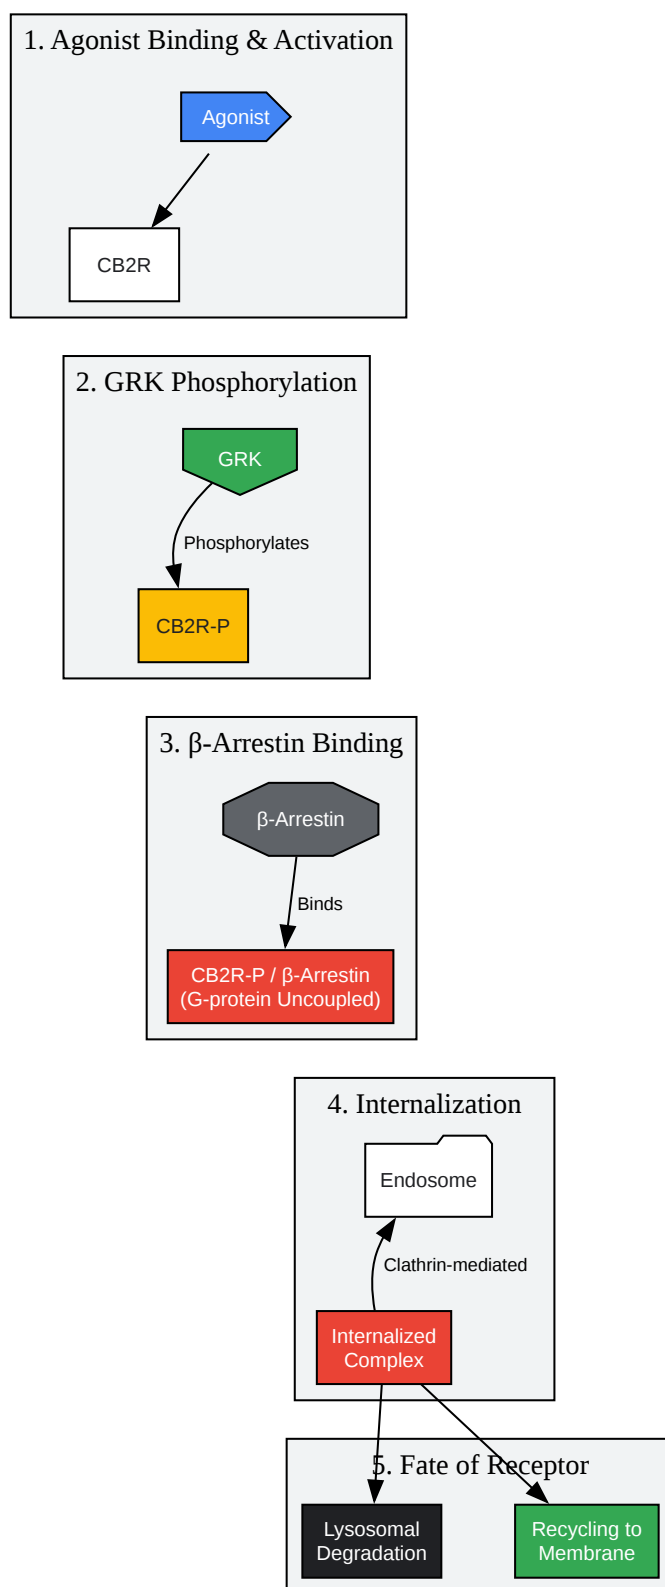 1. Agonist Binding & Activation
Agonist
CB2R
2. GRK Phosphorylation
GRK
Phosphorylates
CB2R-P
3. β-Arrestin Binding
β-Arrestin
Binds
CB2R-P / β-Arrestin
(G-protein Uncoupled)
4. Internalization
Endosome
Clathrin-mediated
Internalized
Complex
5. Fate of Receptor
Lysosomal
Degradation
Recycling to
Membrane